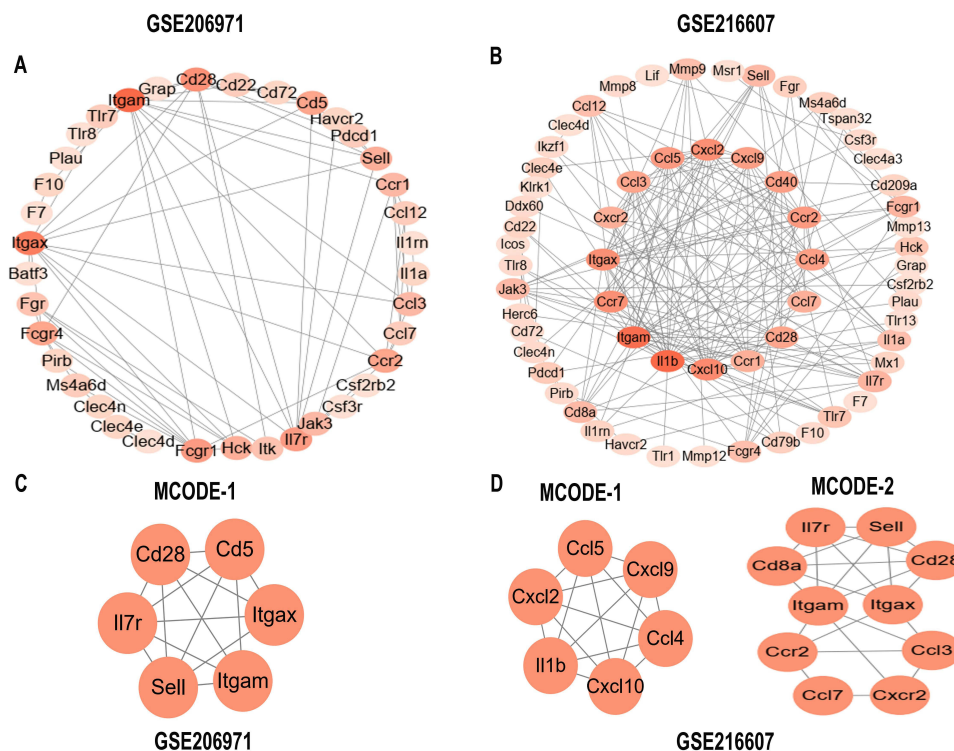 GSE206971
GSE216607
A
Cd28
Grap
Cd22
Itgam
Cd72
Cd5
Tlr7
Havcr2
Tlr8
Pdcd1
Plau
Sell
F10
Ccr1
F7
Ccl12
Itgax
Il1rn
Batf3
Il1a
Fgr
Ccl3
Fcgr4
Ccl7
Pirb
Ccr2
Ms4a6d
Csf2rb2
Clec4n
Csf3r
Clec4e
Jak3
Clec4d
Il7r
Fcgr1
Hck
Itk
B
Lif
Mmp9
Msr1
Sell
Mmp8
Fgr
Ccl12
Ms4a6d
Clec4d
Tspan32
Ikzf1
Csf3r
Clec4e
Clec4a3
Klrk1
Cd209a
Ddx60
Fcgr1
Cd22
Mmp13
Icos
Hck
Tlr8
Grap
Jak3
Csf2rb2
Herc6
Plau
Cd72
Tlr13
Clec4n
Il1a
Pdcd1
Mx1
Pirb
Il7r
Cd8a
F7
Il1rn
Tlr7
Havcr2
F10
Tlr1
Cd79b
Mmp12
Fcgr4
Cxcl2
Ccl5
Cxcl9
Ccl3
Cd40
Cxcr2
Ccr2
Itgax
Ccl4
Ccr7
Ccl7
Itgam
Cd28
Il1b
Ccr1
Cxcl10
C
MCODE-1
Cd28
Cd5
Il7r
Itgax
Sell
Itgam
GSE206971
D
MCODE-1
Ccl5
Cxcl9
Cxcl2
Ccl4
Il1b
Cxcl10
MCODE-2
Il7r
Sell
Cd8a
Cd28
Itgam
Itgax
Ccr2
Ccl3
Ccl7
Cxcr2
GSE216607